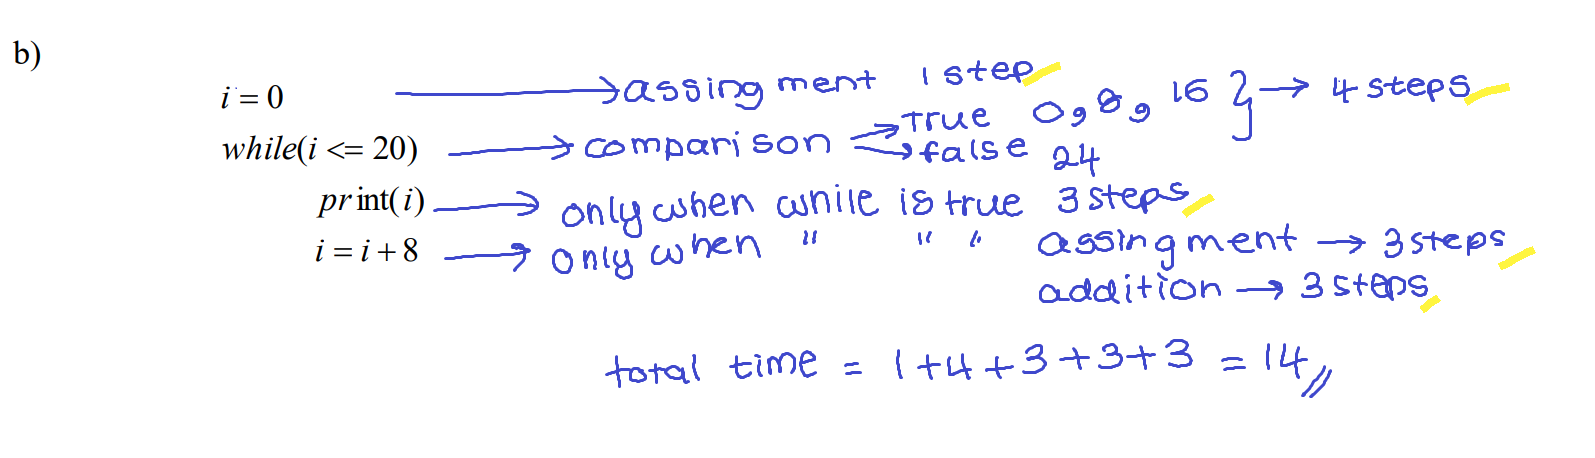 b)
i = 0 → assingment 1 step
while(i <= 20) → comparison → true 0, 8, 16 } → 4 steps
→ false 24
print(i) → only when while is true 3 steps
i = i + 8 → only when " " " assingment → 3 steps
addition → 3 steps
total time = 1+4+3+3+3 = 14//